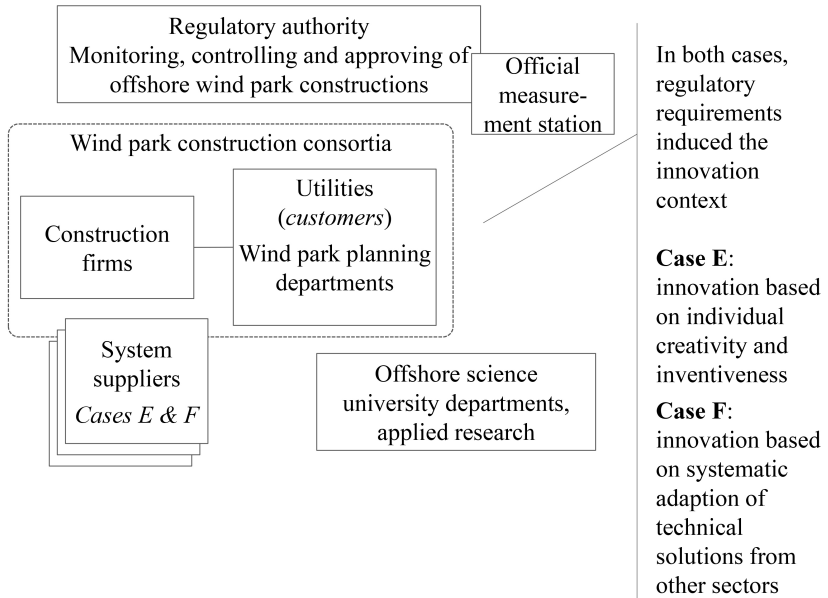 Regulatory authority
Monitoring, controlling and approving of
offshore wind park constructions
Official
measure-
ment station
Wind park construction consortia
Construction
firms
Utilities
(customers)
Wind park planning
departments
System
suppliers
Cases E & F
Offshore science
university departments,
applied research
In both cases,
regulatory
requirements
induced the
innovation
context
Case E:
innovation based
on individual
creativity and
inventiveness
Case F:
innovation based
on systematic
adaption of
technical
solutions from
other sectors